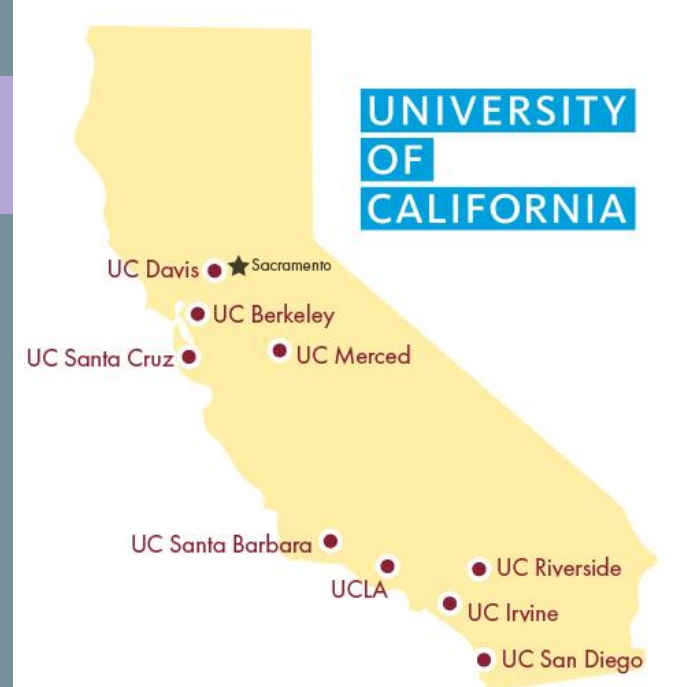 UNIVERSITY
OF
CALIFORNIA
UC Davis
Sacramento
UC Berkeley
UC Santa Cruz
UC Merced
UC Santa Barbara
UCLA
UC Riverside
UC Irvine
UC San Diego